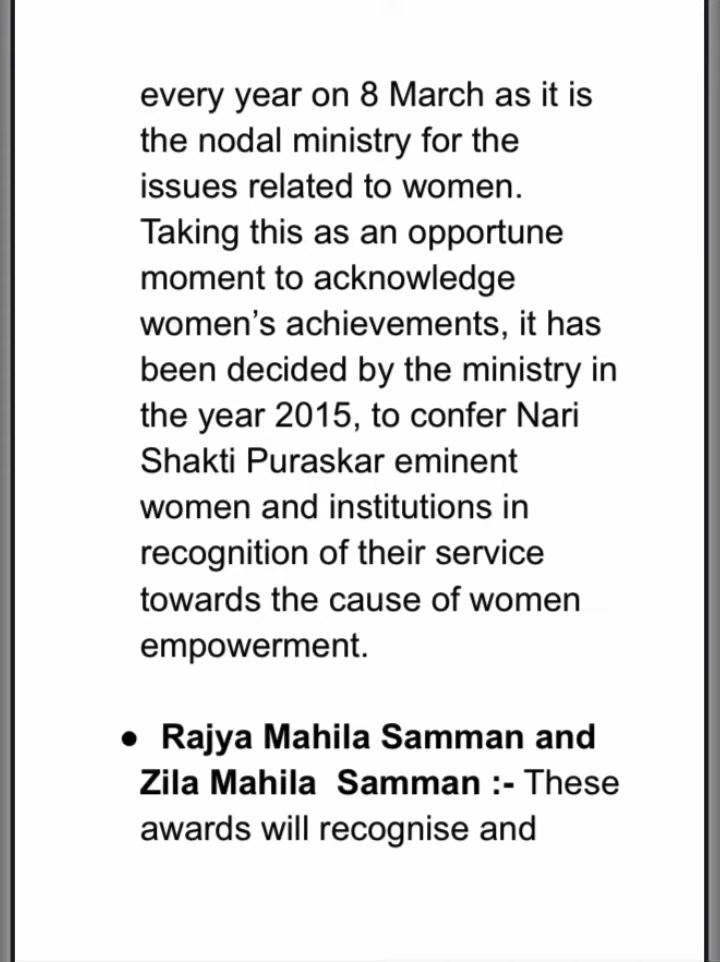 every year on 8 March as it is
the nodal ministry for the
issues related to women.
Taking this as an opportune
moment to acknowledge
women’s achievements, it has
been decided by the ministry in
the year 2015, to confer Nari
Shakti Puraskar eminent
women and institutions in
recognition of their service
towards the cause of women
empowerment.
● Rajya Mahila Samman and
Zila Mahila  Samman :- These
awards will recognise and